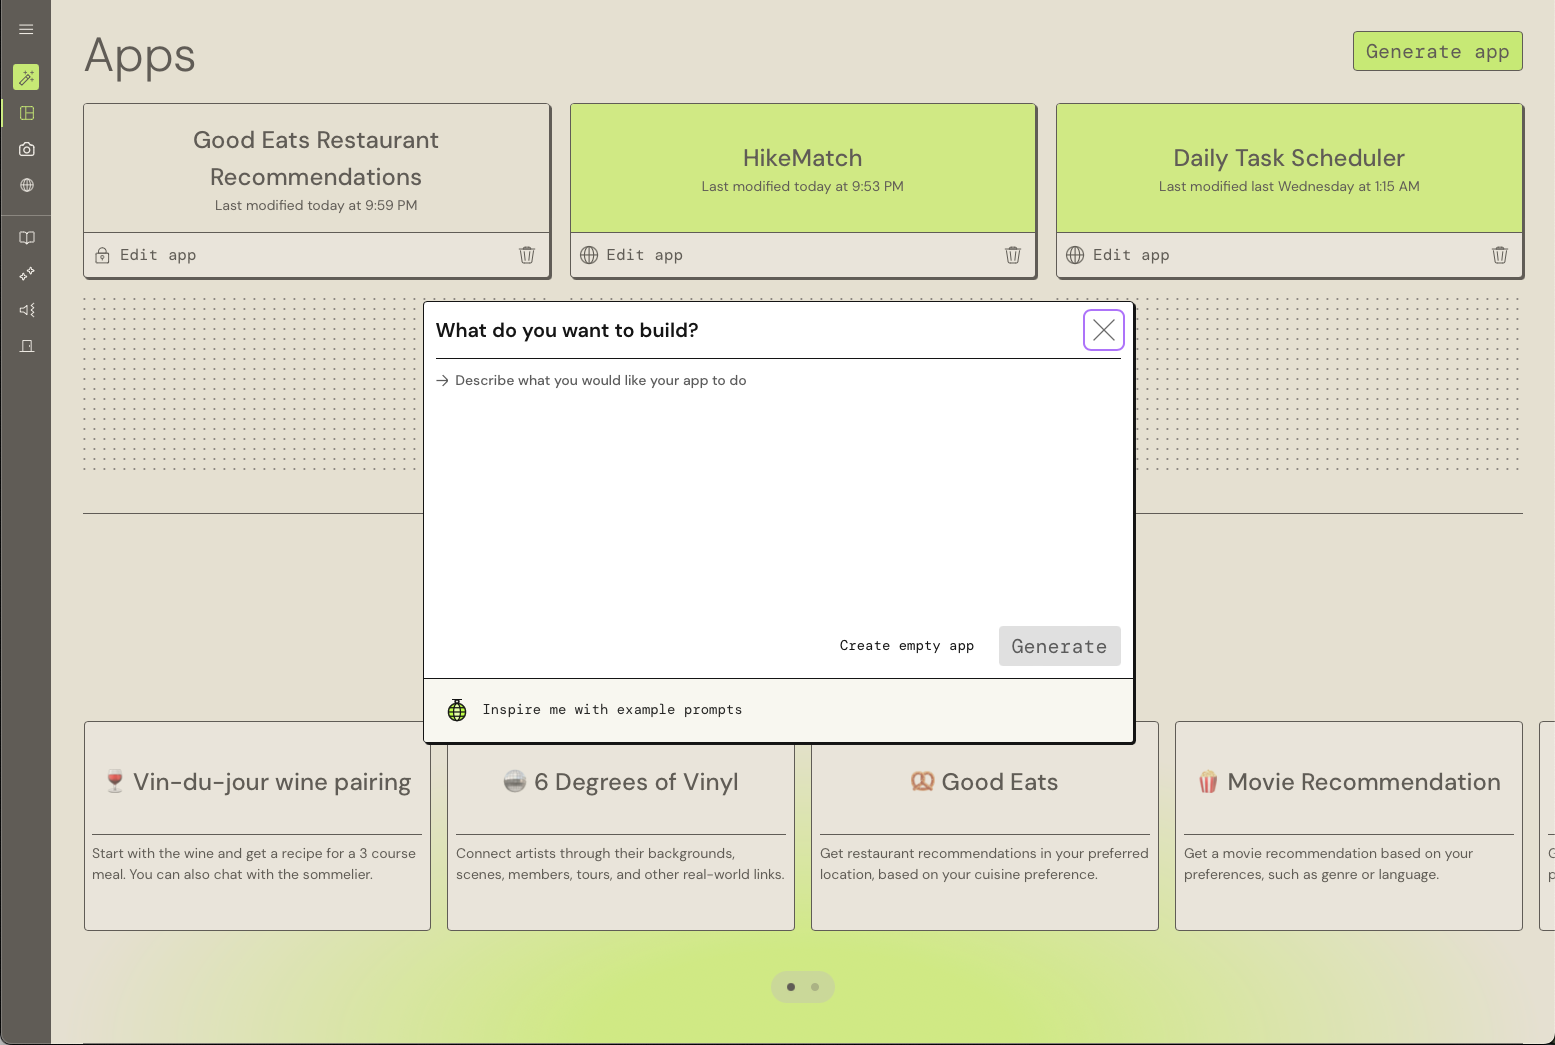 Apps
Generate app
Good Eats Restaurant
Recommendations
Last modified today at 9:59 PM
Edit app
HikeMatch
Last modified today at 9:53 PM
Edit app
Daily Task Scheduler
Last modified last Wednesday at 1:15 AM
Edit app
What do you want to build?
Describe what you would like your app to do
Create empty app
Generate
Inspire me with example prompts
Vin-du-jour wine pairing
Start with the wine and get a recipe for a 3 course
meal. You can also chat with the sommelier.
6 Degrees of Vinyl
Connect artists through their backgrounds,
scenes, members, tours, and other real-world links.
Good Eats
Get restaurant recommendations in your preferred
location, based on your cuisine preference.
Movie Recommendation
Get a movie recommendation based on your
preferences, such as genre or language.